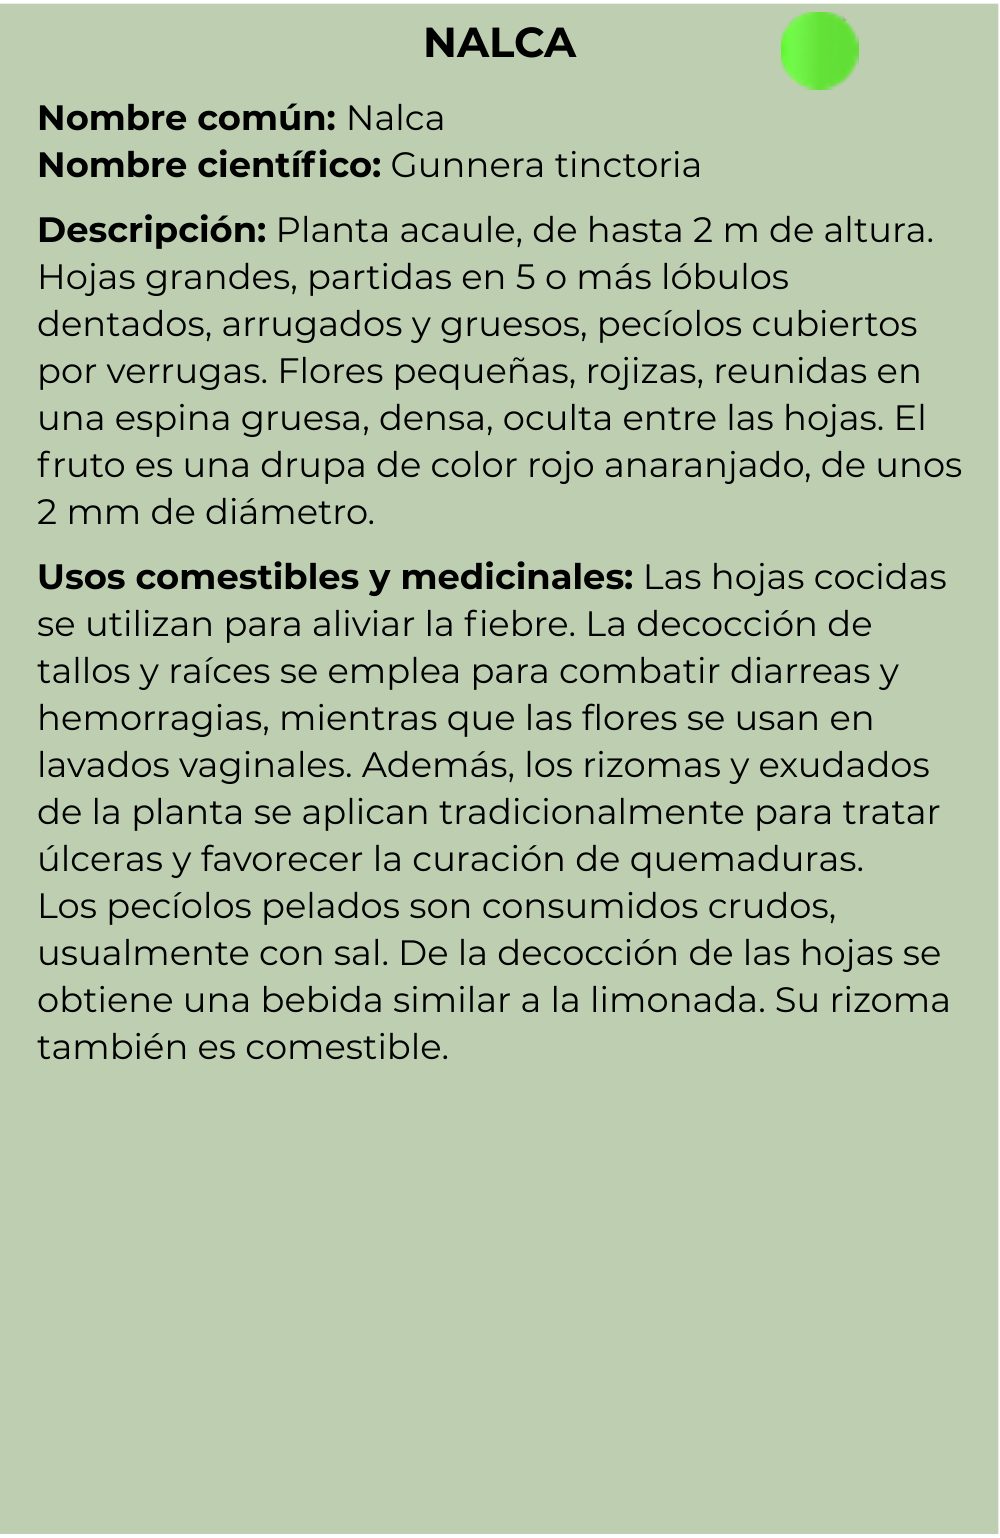 NALCA
Nombre común: Nalca
Nombre científico: Gunnera tinctoria
Descripción: Planta acaule, de hasta 2 m de altura.
Hojas grandes, partidas en 5 o más lóbulos
dentados, arrugados y gruesos, pecíolos cubiertos
por verrugas. Flores pequeñas, rojizas, reunidas en
una espina gruesa, densa, oculta entre las hojas. El
fruto es una drupa de color rojo anaranjado, de unos
2 mm de diámetro.
Usos comestibles y medicinales: Las hojas cocidas
se utilizan para aliviar la fiebre. La decocción de
tallos y raíces se emplea para combatir diarreas y
hemorragias, mientras que las flores se usan en
lavados vaginales. Además, los rizomas y exudados
de la planta se aplican tradicionalmente para tratar
úlceras y favorecer la curación de quemaduras.
Los pecíolos pelados son consumidos crudos,
usualmente con sal. De la decocción de las hojas se
obtiene una bebida similar a la limonada. Su rizoma
también es comestible.